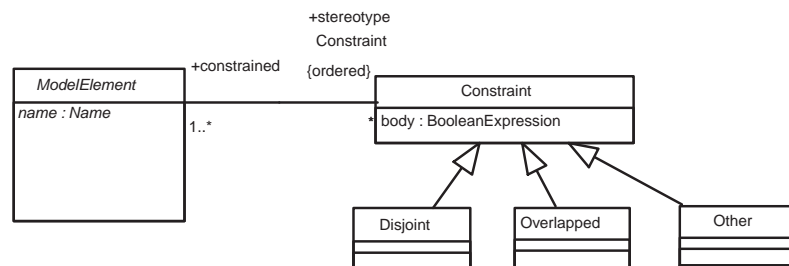 +stereotype
Constraint
{ordered}
+constrained
ModelElement
name : Name
1..*
*
Constraint
body : BooleanExpression
Disjoint
Overlapped
Other